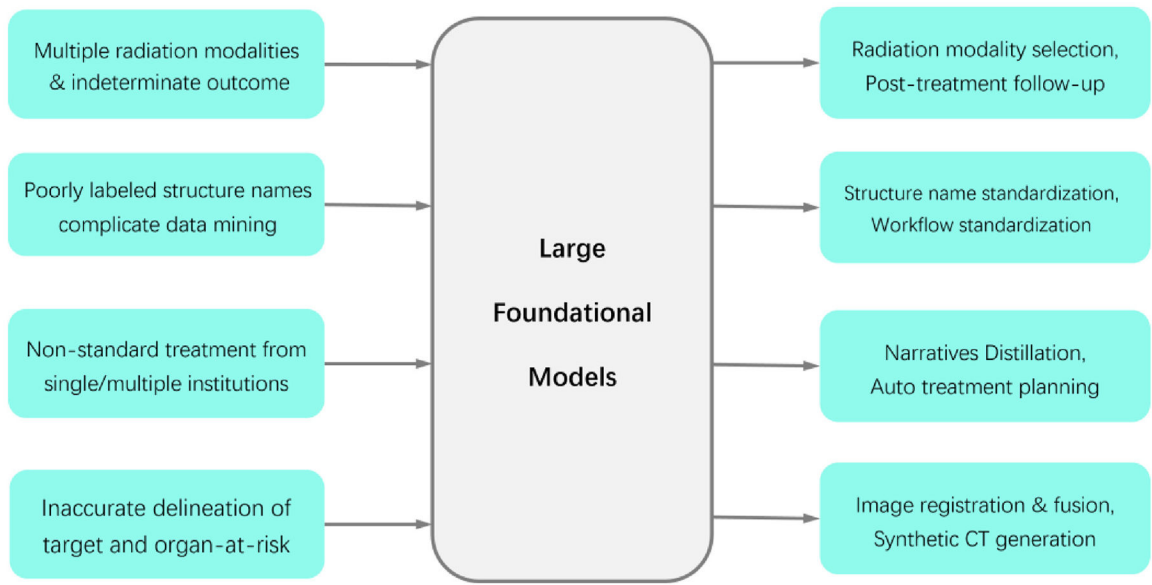 Multiple radiation modalities
& indeterminate outcome
Poorly labeled structure names
complicate data mining
Non-standard treatment from
single/multiple institutions
Inaccurate delineation of
target and organ-at-risk
Large
Foundational
Models
Radiation modality selection,
Post-treatment follow-up
Structure name standardization,
Workflow standardization
Narratives Distillation,
Auto treatment planning
Image registration & fusion,
Synthetic CT generation